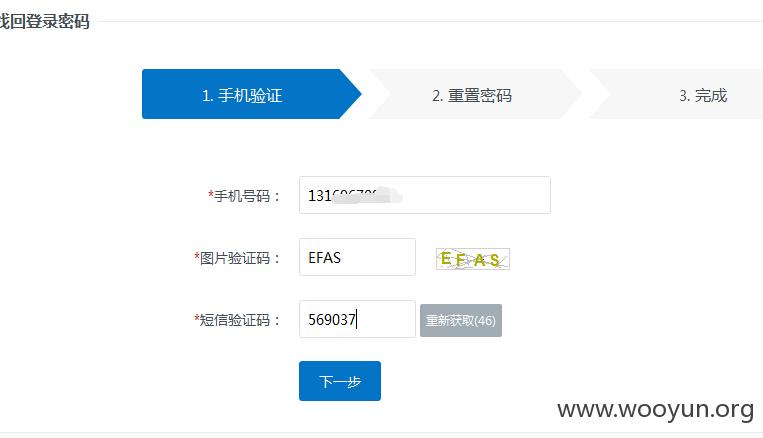 找回登录密码
1. 手机验证
2. 重置密码
3. 完成
*手机号码：
131
*图片验证码： EFAS EFAS
*短信验证码： 569037 重新获取(46)
下一步
www.wooyun.org